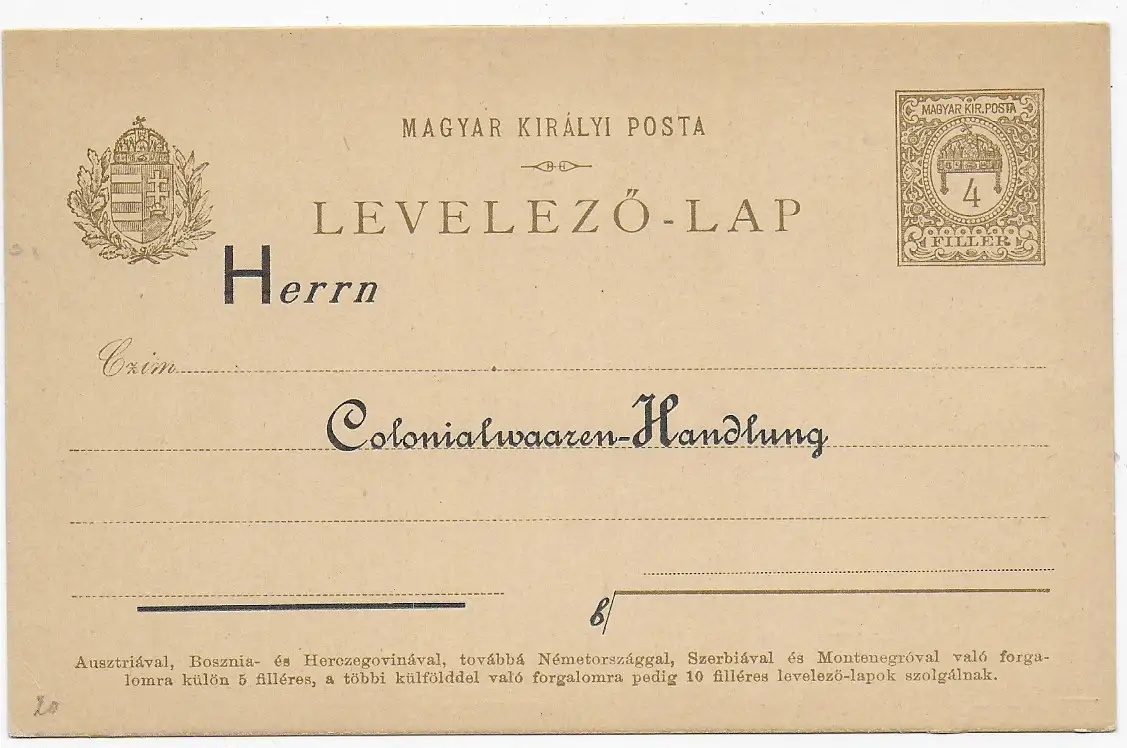 MAGYAR KIRÁLYI POSTA
MAGYAR KIR. POSTA
4
FILLÉR
LEVELEZŐ-LAP
Herrn
Czim
Colonialwaaren-Handlung
b/
Ausztriával, Bosznia- és Herczegovinával, továbbá Németországgal, Szerbiával és Montenegróval való forga-
lomra külön 5 filléres, a többi külfölddel való forgalomra pedig 10 filléres levelező-lapok szolgálnak.
20